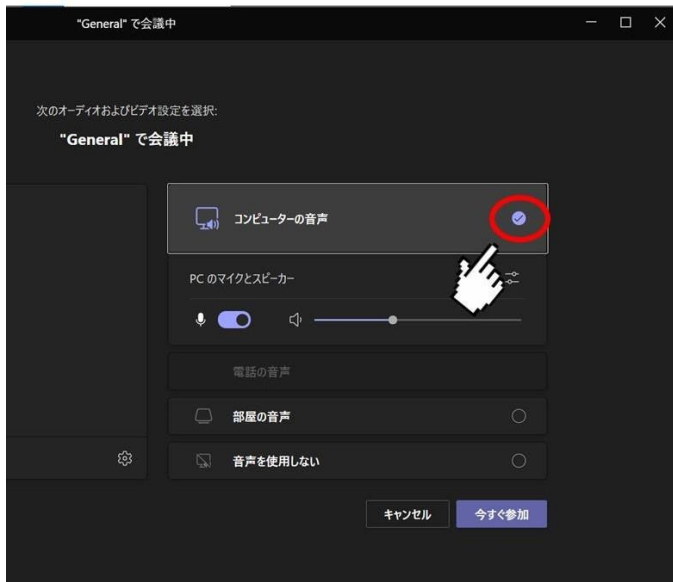 "General" で会議中
次のオーディオおよびビデオ設定を選択:
"General" で会議中
コンピューターの音声
PC のマイクとスピーカー
電話の音声
部屋の音声
音声を使用しない
キャンセル
今すぐ参加